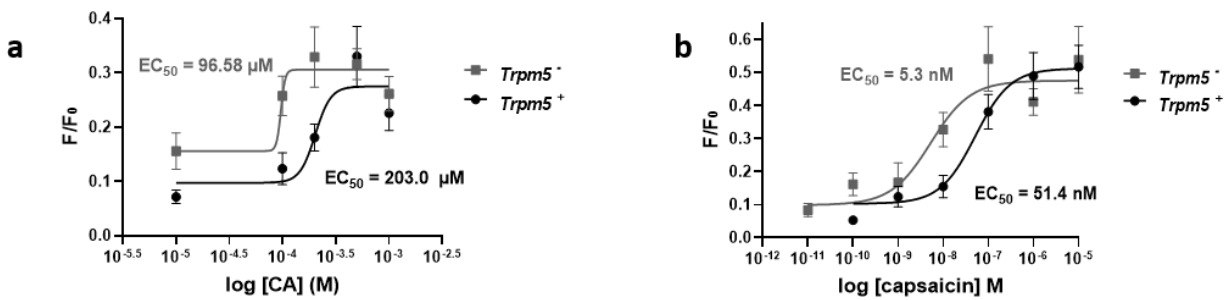 a
0.4
0.3
0.2
0.1
0.0
F/F₀
EC₅₀ = 96.58 µM
EC₅₀ = 203.0 µM
Trpm5 ⁻
Trpm5 ⁺
10⁻⁵·⁵ 10⁻⁵ 10⁻⁴·⁵ 10⁻⁴ 10⁻³·⁵ 10⁻³ 10⁻²·⁵
log [CA] (M)
b
0.6
0.5
0.4
0.3
0.2
0.1
0.0
F/F₀
EC₅₀ = 5.3 nM
EC₅₀ = 51.4 nM
Trpm5 ⁻
Trpm5 ⁺
10⁻¹² 10⁻¹¹ 10⁻¹⁰ 10⁻⁹ 10⁻⁸ 10⁻⁷ 10⁻⁶ 10⁻⁵
log [capsaicin] M